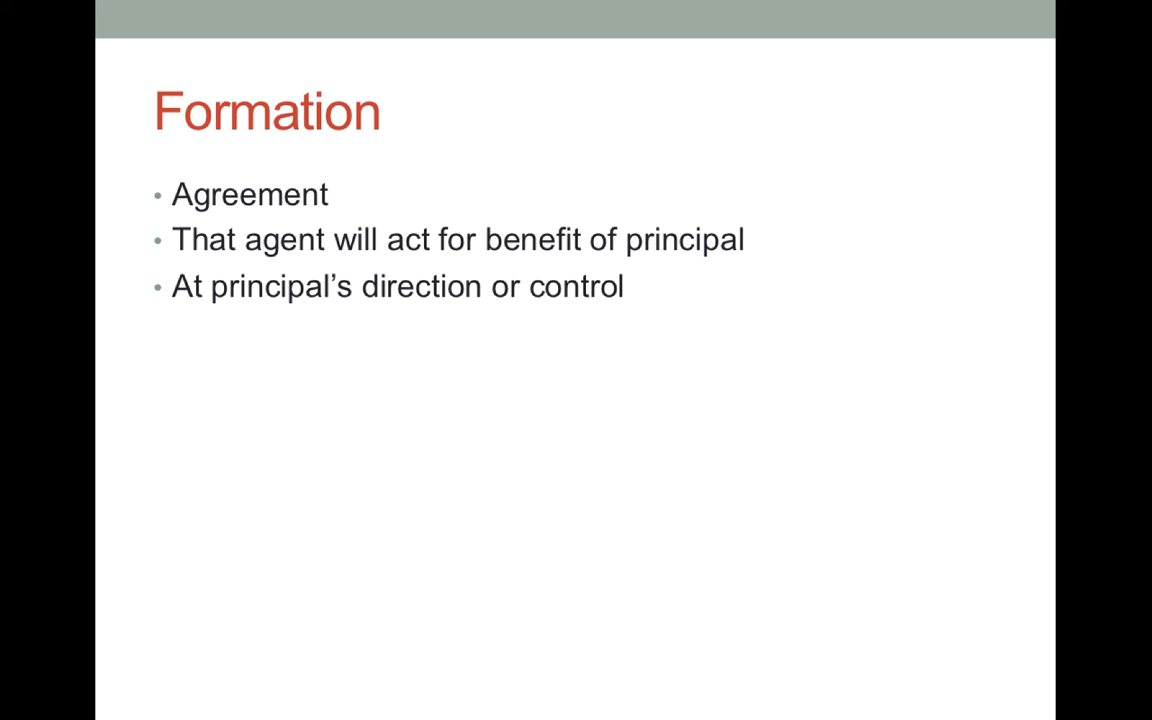 Formation
• Agreement
• That agent will act for benefit of principal
• At principal’s direction or control